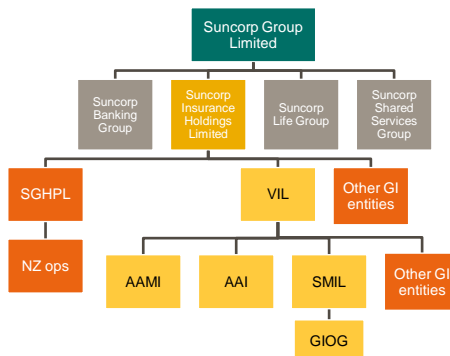 Suncorp Group
Limited
Suncorp
Banking
Group
Suncorp
Insurance
Holdings
Limited
Suncorp
Life Group
Suncorp
Shared
Services
Group
SGHPL
VIL
Other GI
entities
NZ ops
AAMI
AAI
SMIL
Other GI
entities
GIOG